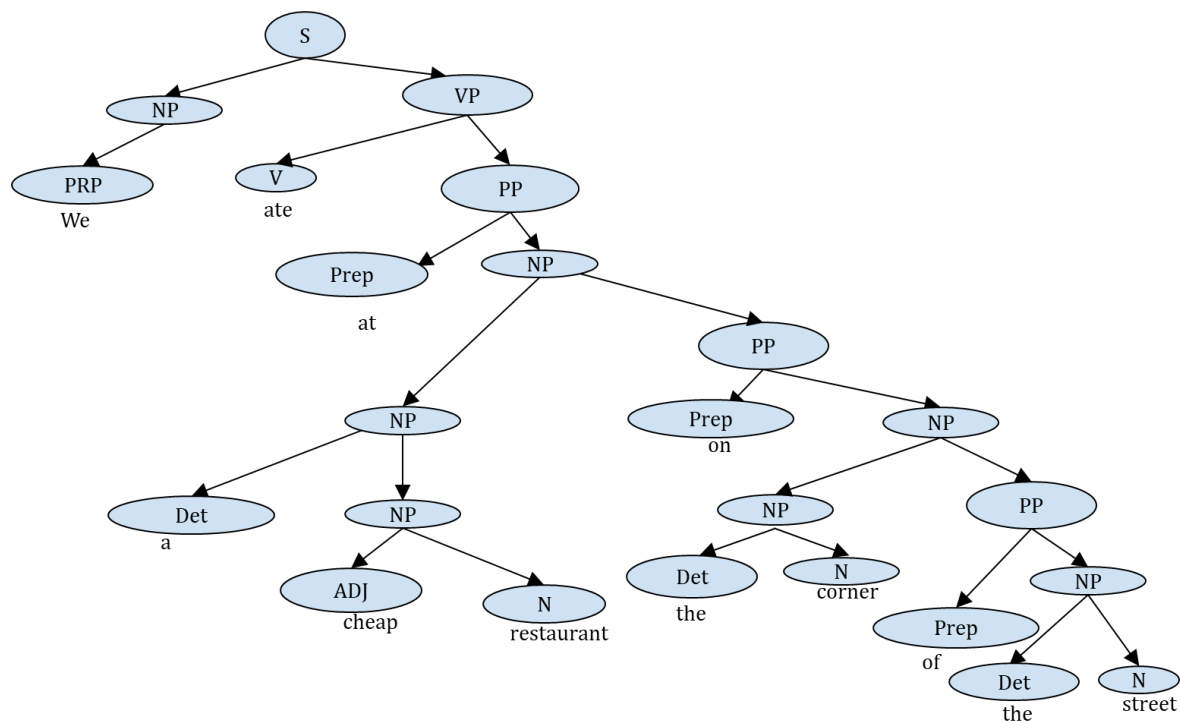 S
NP
VP
PRP
We
V
ate
PP
Prep
at
NP
PP
NP
Prep
on
NP
Det
a
NP
ADJ
cheap
N
restaurant
NP
Det
the
N
corner
PP
Prep
of
NP
Det
the
N
street